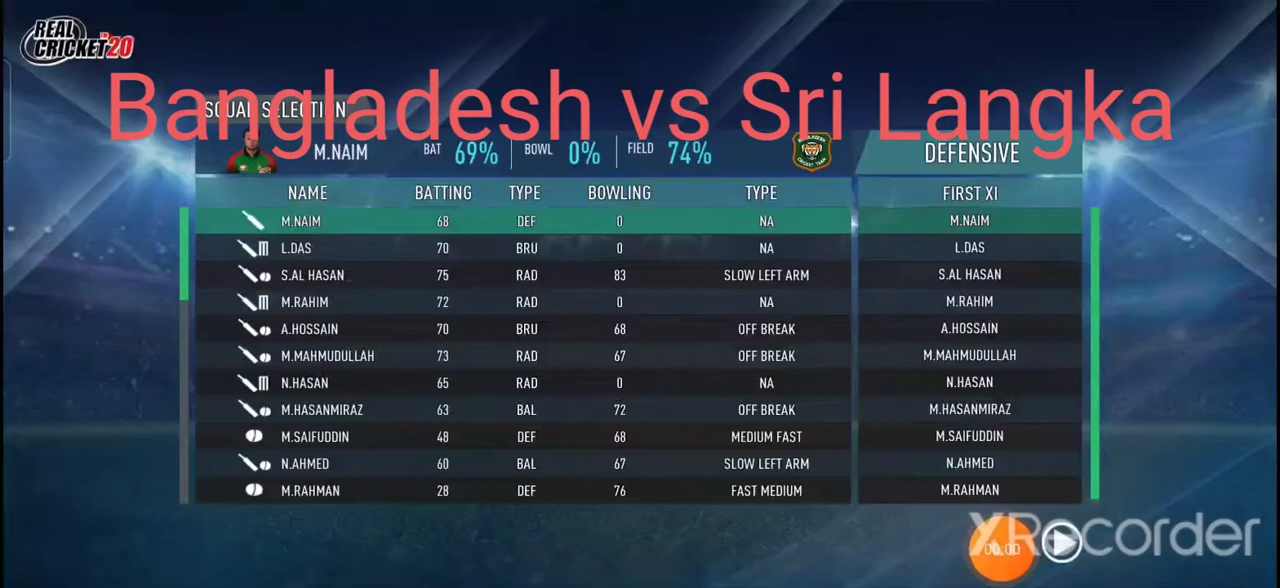 REAL
CRICKET 20
Bangladesh vs Sri Langka
SQUAD SELECTION
M.NAIM BAT 69% BOWL 0% FIELD 74% DEFENSIVE
NAME BATTING TYPE BOWLING TYPE FIRST XI
M.NAIM 68 DEF 0 NA M.NAIM
L.DAS 70 BRU 0 NA L.DAS
S.AL HASAN 75 RAD 83 SLOW LEFT ARM S.AL HASAN
M.RAHIM 72 RAD 0 NA M.RAHIM
A.HOSSAIN 70 BRU 68 OFF BREAK A.HOSSAIN
M.MAHMUDULLAH 73 RAD 67 OFF BREAK M.MAHMUDULLAH
N.HASAN 65 RAD 0 NA N.HASAN
M.HASANMIRAZ 63 BAL 72 OFF BREAK M.HASANMIRAZ
M.SAIFUDDIN 48 DEF 68 MEDIUM FAST M.SAIFUDDIN
N.AHMED 60 BAL 67 SLOW LEFT ARM N.AHMED
M.RAHMAN 28 DEF 76 FAST MEDIUM M.RAHMAN
XRecorder
00:00